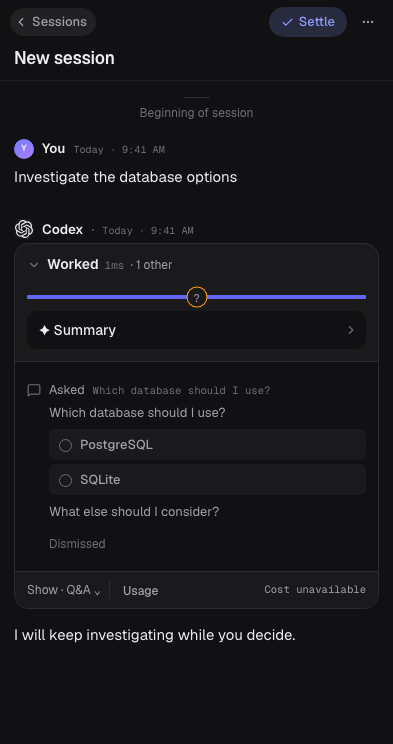 Sessions
Settle
New session
Beginning of session
Y You Today · 9:41 AM
Investigate the database options
Codex · Today · 9:41 AM
Worked 1ms · 1 other
?
Summary
Asked Which database should I use?
Which database should I use?
PostgreSQL
SQLite
What else should I consider?
Dismissed
Show · Q&A Usage Cost unavailable
I will keep investigating while you decide.